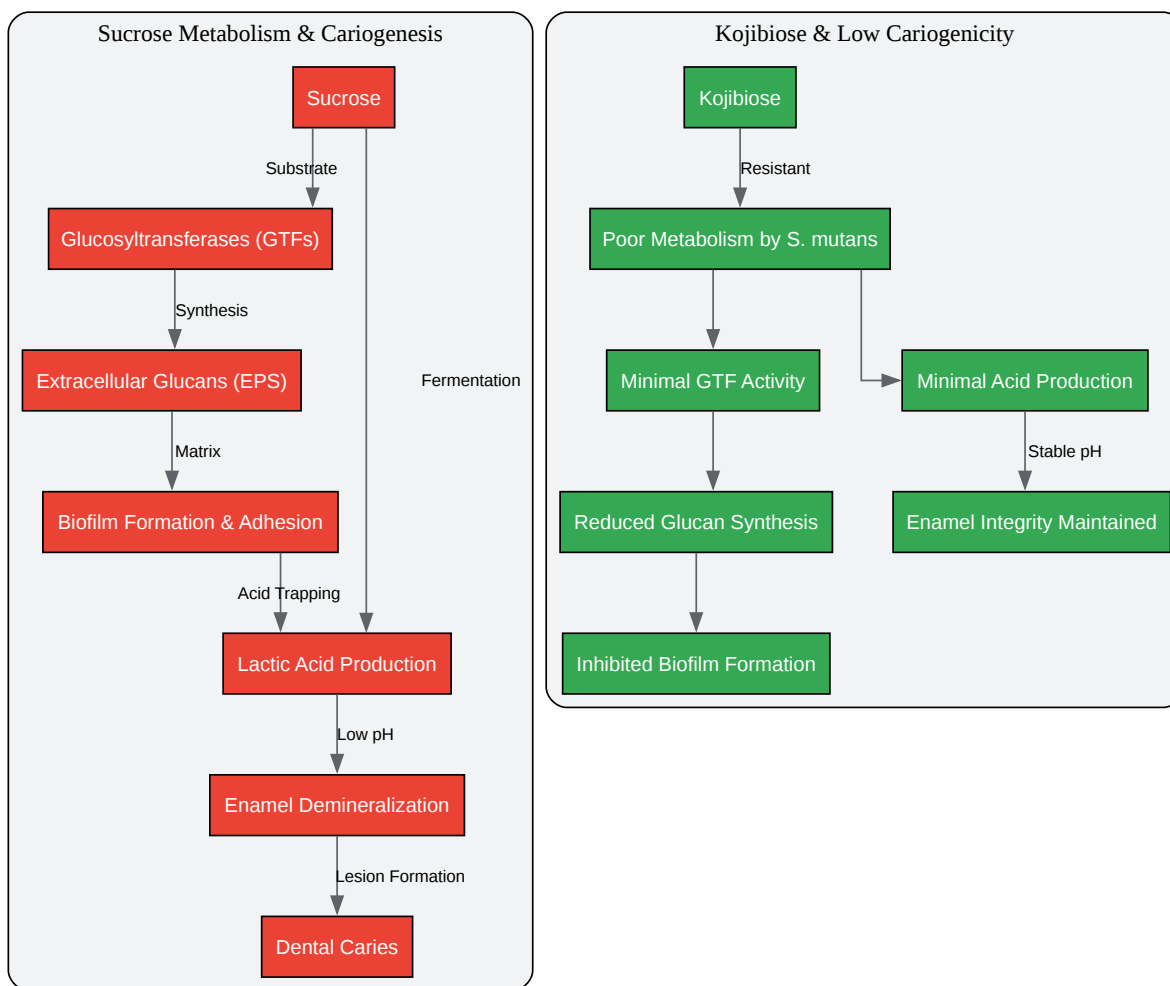 Sucrose Metabolism & Cariogenesis
Sucrose
Substrate
Glucosyltransferases (GTFs)
Synthesis
Extracellular Glucans (EPS)
Fermentation
Matrix
Biofilm Formation & Adhesion
Acid Trapping
Lactic Acid Production
Low pH
Enamel Demineralization
Lesion Formation
Dental Caries
Kojibiose & Low Cariogenicity
Kojibiose
Resistant
Poor Metabolism by S. mutans
Minimal GTF Activity
Minimal Acid Production
Stable pH
Reduced Glucan Synthesis
Enamel Integrity Maintained
Inhibited Biofilm Formation